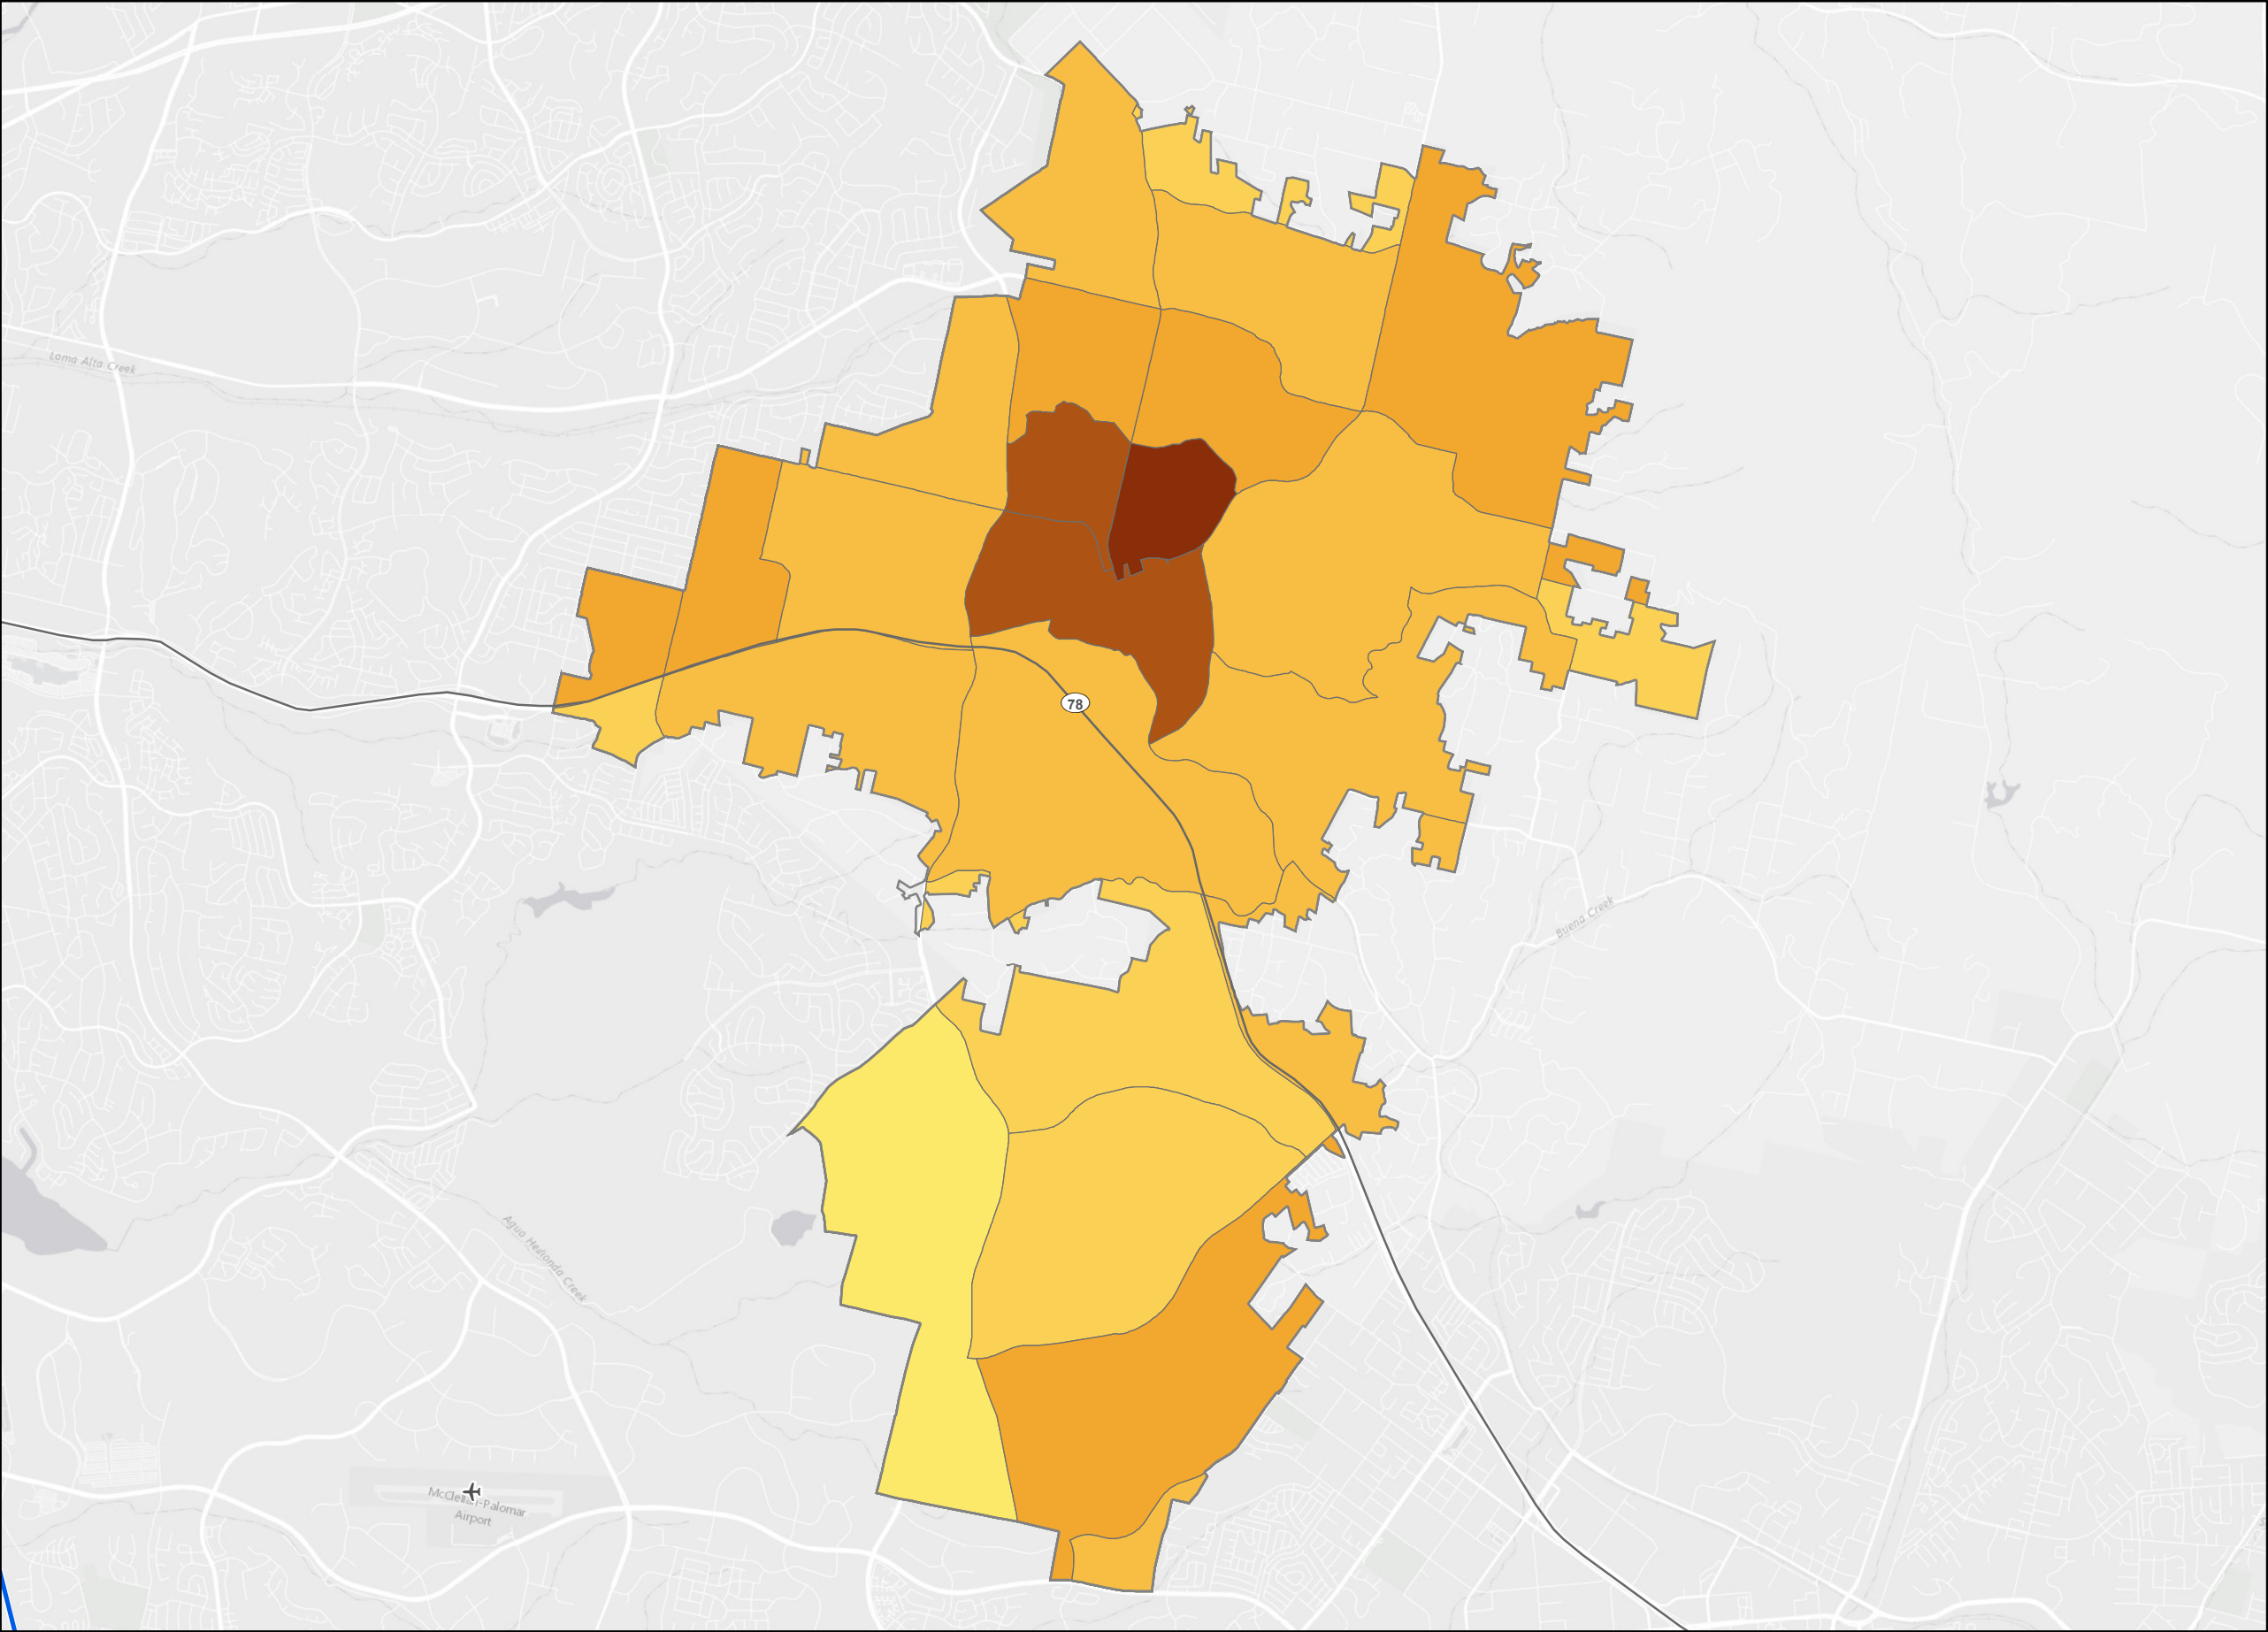 Loma Alta Creek
78
Buena Creek
Agua Hedionda Creek
McClellan-Palomar
Airport